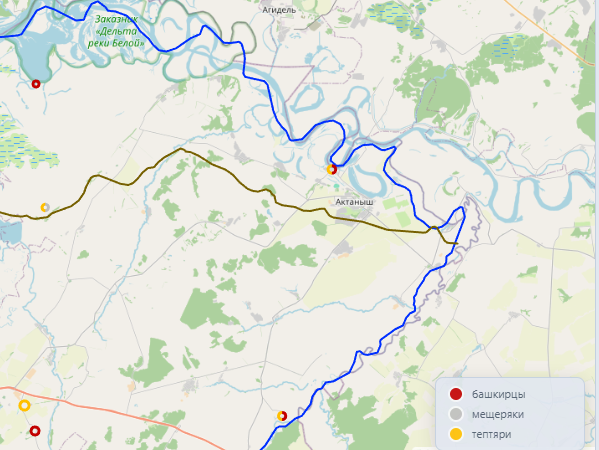 Агидель
Заказник
«Дельта
реки Белой»
Актаныш
башкирцы
мещеряки
тептяри